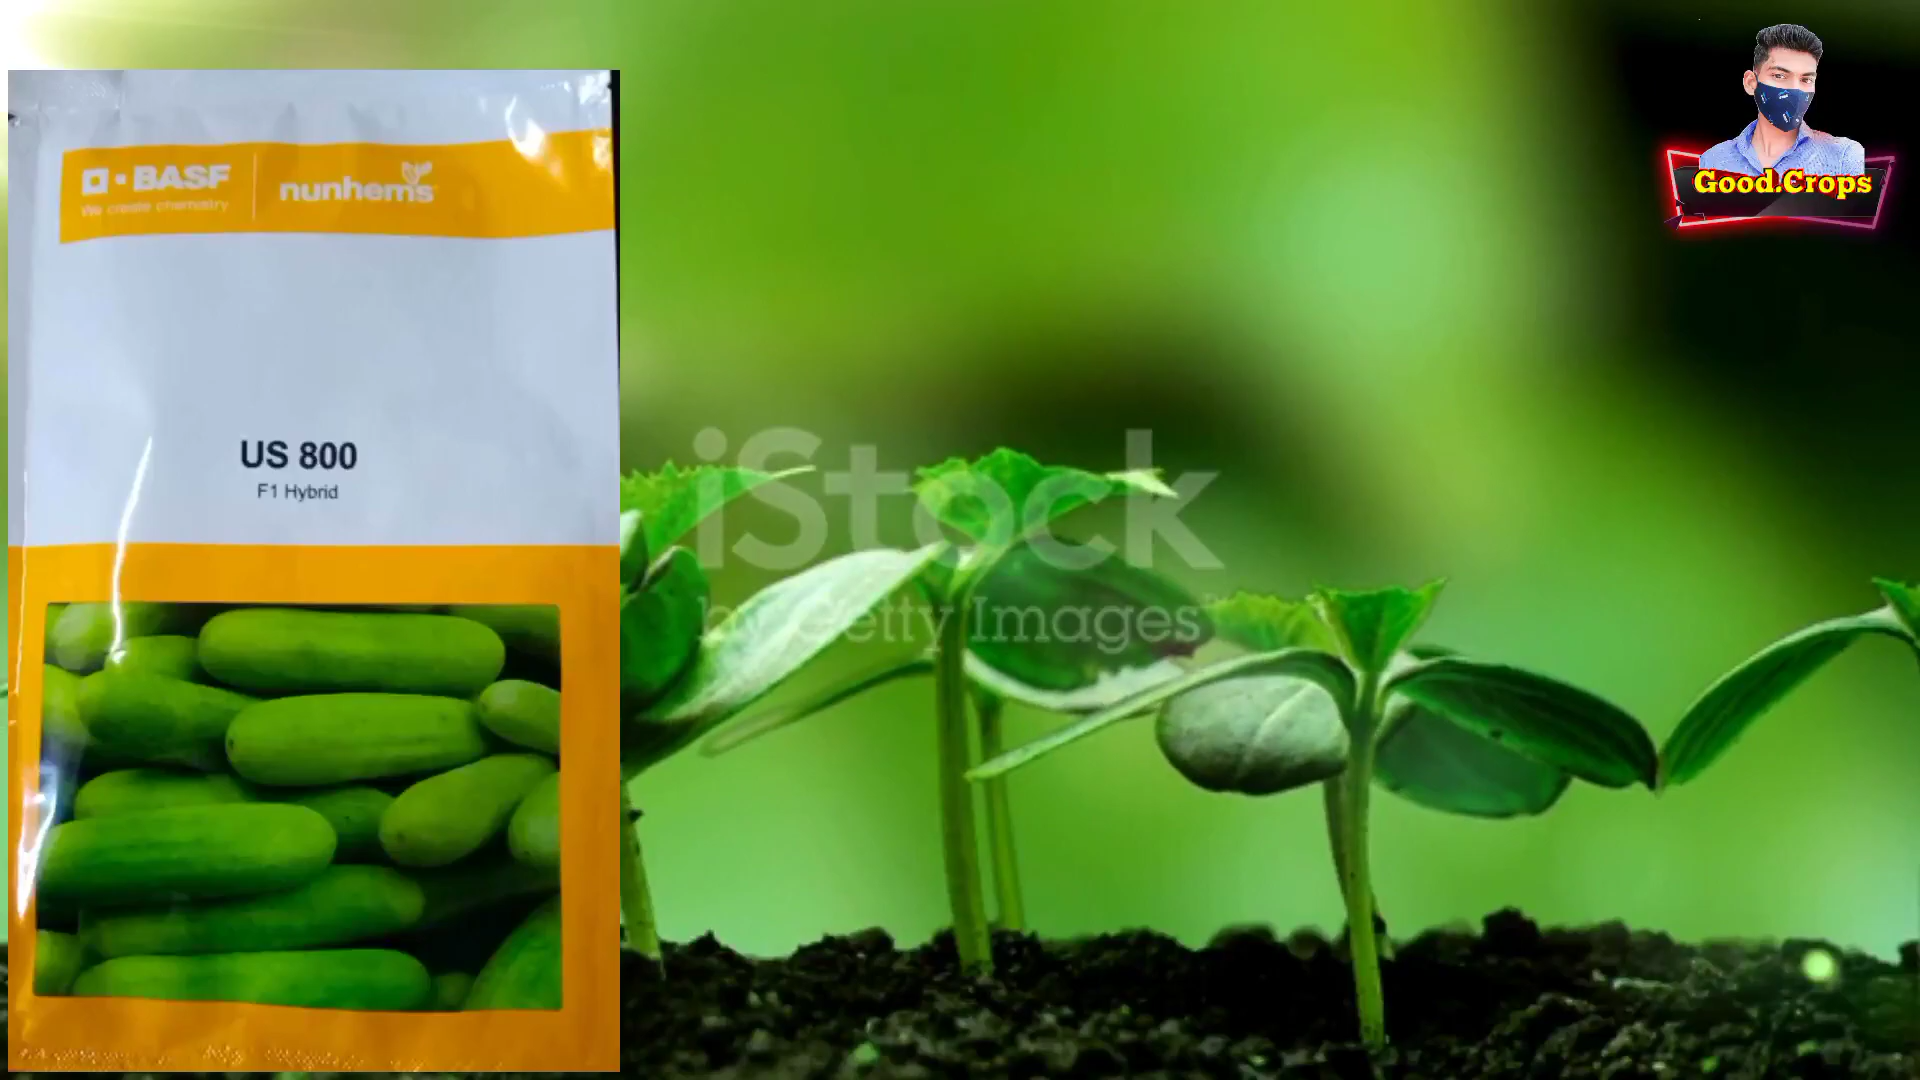 BASF
We create chemistry
nunhems
US 800
F1 Hybrid
Good.Crops
iStock
by Getty Images